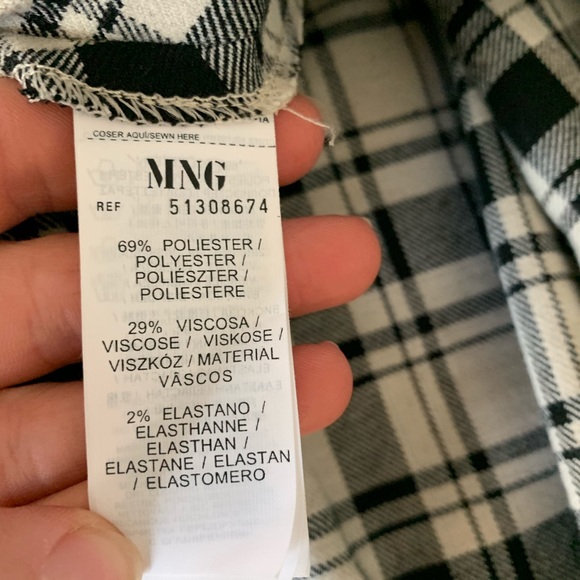 COSER AQUÍ/SEWN HERE
MNG
REF 51308674
69% POLIESTER /
POLYESTER /
POLIÉSZTER /
POLIESTERE
29% VISCOSA /
VISCOSE / VISKOSE /
VISZKÓZ / MATERIAL
VÂSCOS
2% ELASTANO /
ELASTHANNE /
ELASTHAN /
ELASTANE / ELASTAN
/ ELASTOMERO